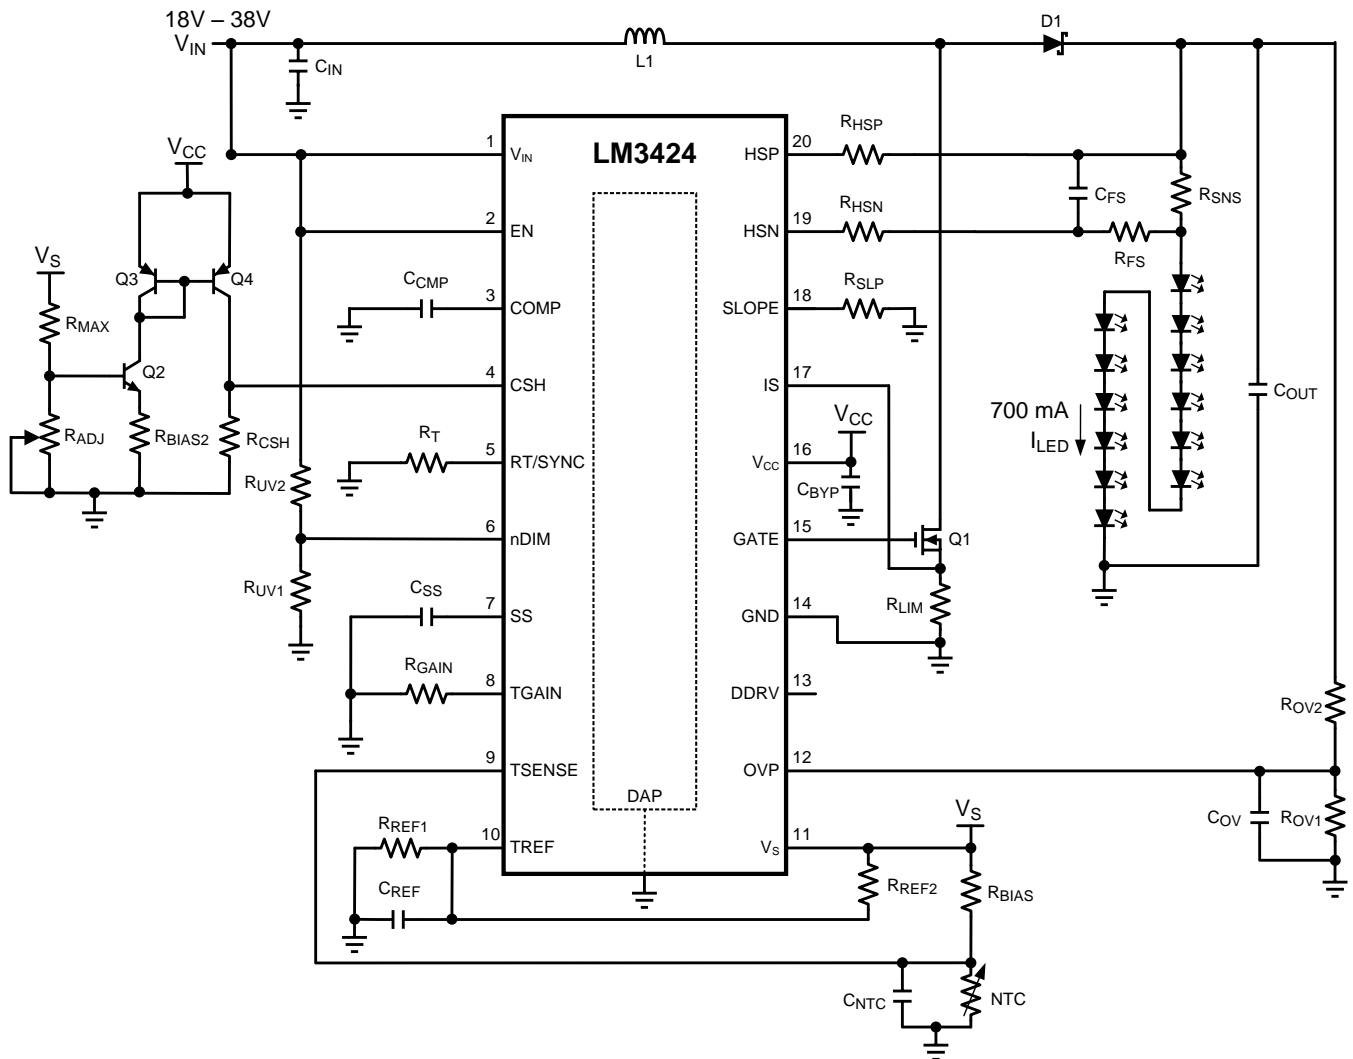 18V – 38V
VIN
D1
CIN
L1
LM3424
RHSP
VCC
1
VIN
HSP
20
CFS
RSNS
RHSN
2
EN
HSN
19
RFS
VS
Q3
Q4
CCMP
RSLP
3
COMP
SLOPE
18
RMAX
Q2
4
CSH
IS
17
COUT
700 mA
ILED
RADJ
RBIAS2
RCSH
RT
VCC
5
RT/SYNC
VCC
16
RUV2
CBYP
6
nDIM
GATE
15
Q1
RUV1
CSS
RLIM
7
SS
GND
14
RGAIN
8
TGAIN
DDRV
13
ROV2
9
TSENSE
OVP
12
DAP
VS
COV
ROV1
RREF1
10
TREF
VS
11
CREF
RREF2
RBIAS
CNTC
NTC